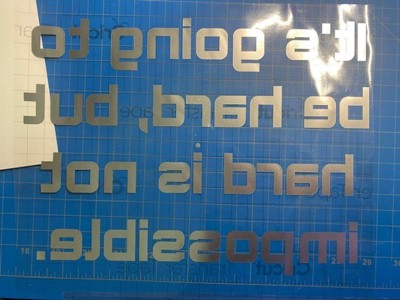 It's going to
be hard, but
hard is not
impossible.